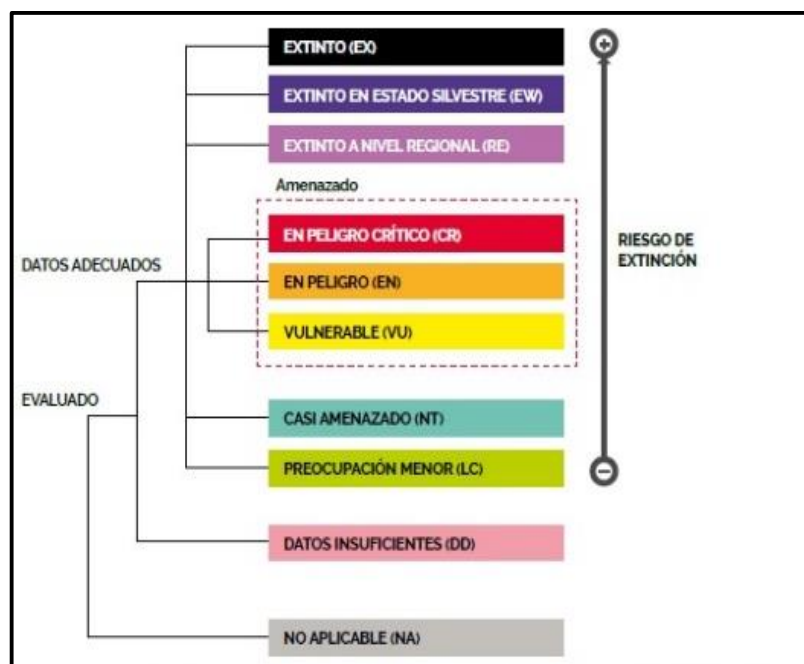 EXTINTO (EX)
EXTINTO EN ESTADO SILVESTRE (EW)
EXTINTO A NIVEL REGIONAL (RE)
Amenazado
EN PELIGRO CRÍTICO (CR)
EN PELIGRO (EN)
VULNERABLE (VU)
CASI AMENAZADO (NT)
PREOCUPACIÓN MENOR (LC)
DATOS INSUFICIENTES (DD)
NO APLICABLE (NA)
DATOS ADECUADOS
EVALUADO
+
RIESGO DE
EXTINCIÓN
−